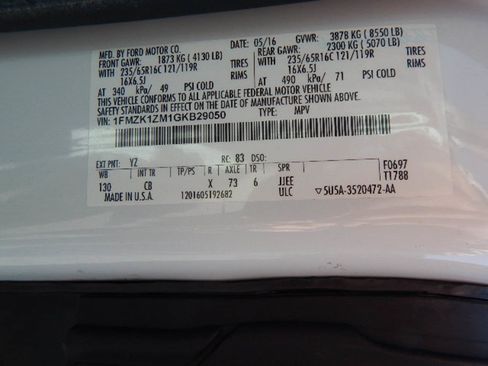 MFD. BY FORD MOTOR CO.
DATE: 05/16 GVWR: 3878 KG ( 8550 LB)
FRONT GAWR: 1873 KG ( 4130 LB) REAR GAWR: 2300 KG ( 5070 LB)
WITH 235/65R16C 121/119R TIRES WITH 235/65R16C 121/119R TIRES
16X6.5J RIMS 16X6.5J RIMS
AT 340 kPa/ 49 PSI COLD AT 490 kPa/ 71 PSI COLD
THIS VEHICLE CONFORMS TO ALL APPLICABLE FEDERAL MOTOR VEHICLE
SAFETY STANDARDS IN EFFECT ON THE DATE OF MANUFACTURE SHOWN ABOVE.
VIN: 1FMZK1ZM1GKB29050 TYPE: MPV
EXT PNT: YZ RC: 83 DSO:
WB INT TR TP/PS R AXLE TR SPR F0697
130 CB X 73 6 JJEE T1788
MADE IN U.S.A. 1201605192682 ULC ▽5USA-3520472-AA